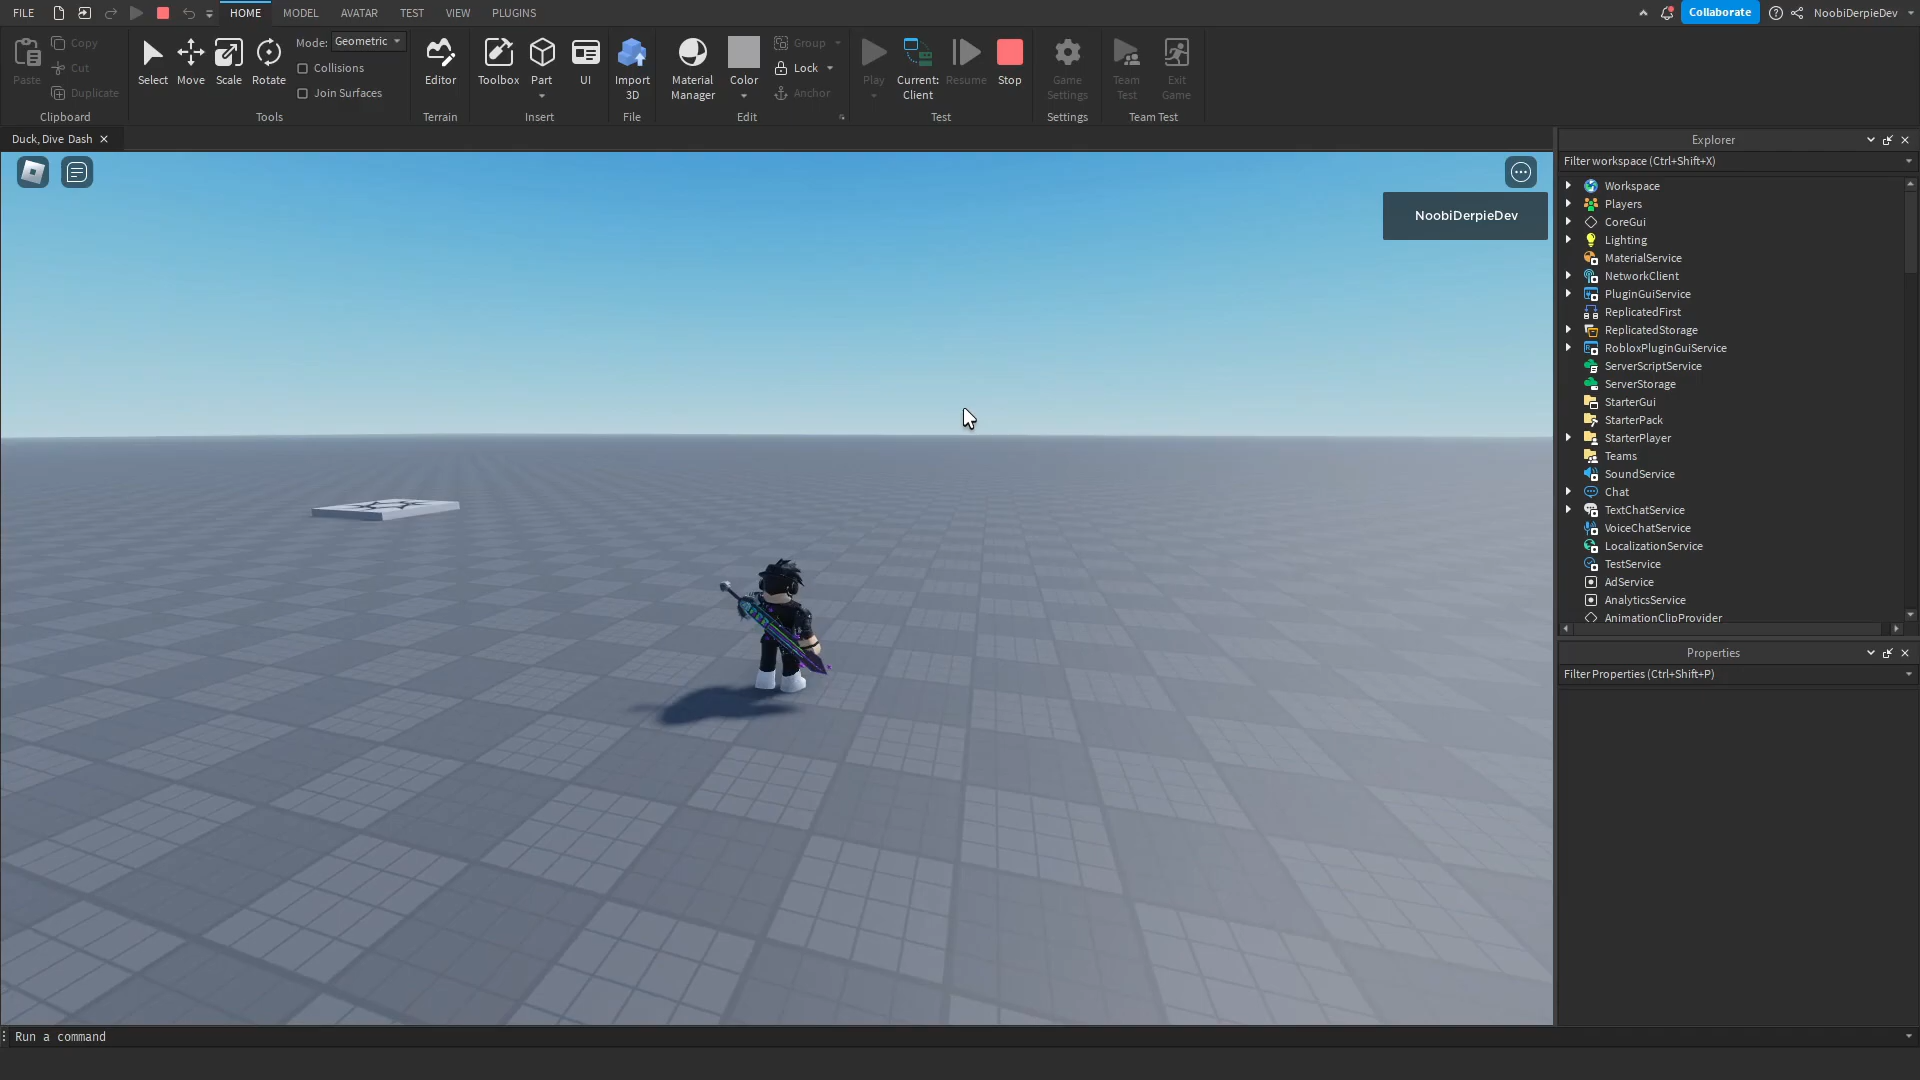 FILE HOME MODEL AVATAR TEST VIEW PLUGINS Collaborate NoobiDerpieDev
Paste Copy Cut Duplicate
Clipboard
Select Move Scale Rotate
Mode: Geometric
Collisions
Join Surfaces
Tools
Editor
Terrain
Toolbox Part UI
Insert
Import 3D
File
Material Manager Color
Group
Lock
Anchor
Edit
Play Current: Client Resume Stop
Test
Game Settings
Settings
Team Test Exit Game
Team Test
Duck, Dive Dash
NoobiDerpieDev
Explorer
Filter workspace (Ctrl+Shift+X)
Workspace
Players
CoreGui
Lighting
MaterialService
NetworkClient
PluginGuiService
ReplicatedFirst
ReplicatedStorage
RobloxPluginGuiService
ServerScriptService
ServerStorage
StarterGui
StarterPack
StarterPlayer
Teams
SoundService
Chat
TextChatService
VoiceChatService
LocalizationService
TestService
AdService
AnalyticsService
AnimationClipProvider
Properties
Filter Properties (Ctrl+Shift+P)
Run a command